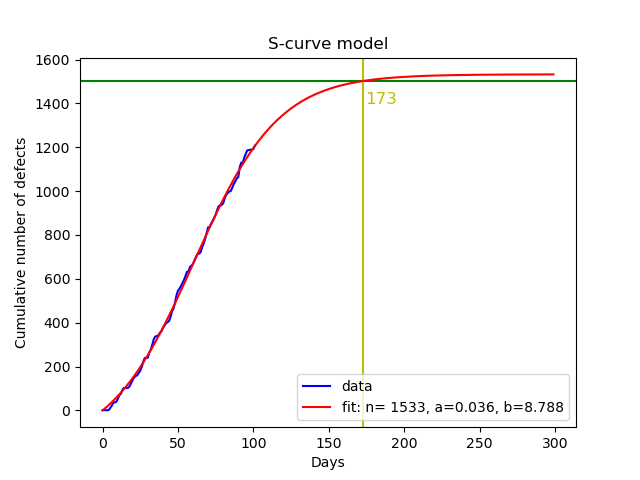 S-curve model
Cumulative number of defects
1600
1400
1200
1000
800
600
400
200
0
173
data
fit: n= 1533, a=0.036, b=8.788
0 50 100 150 200 250 300
Days